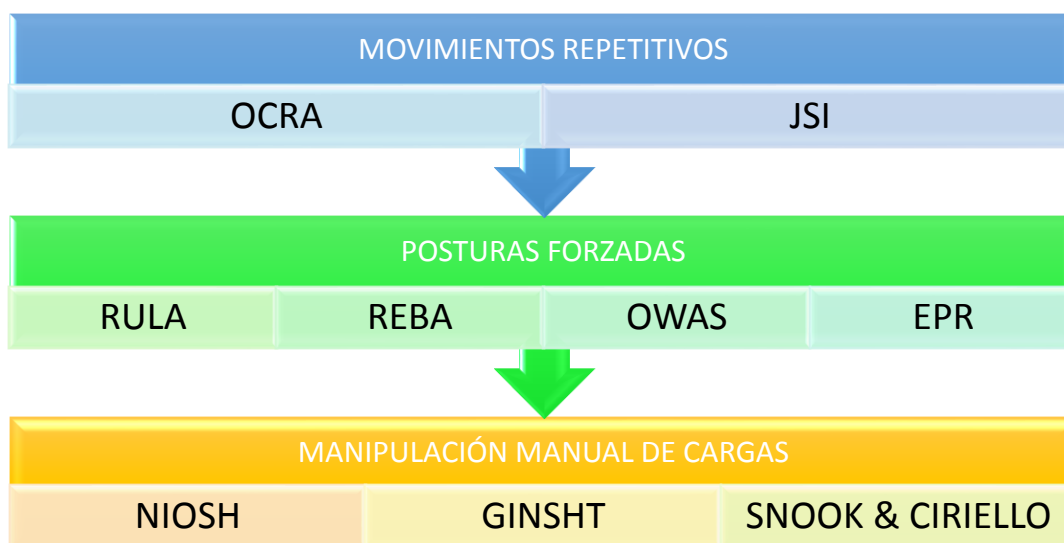 MOVIMIENTOS REPETITIVOS
OCRA JSI
POSTURAS FORZADAS
RULA REBA OWAS EPR
MANIPULACIÓN MANUAL DE CARGAS
NIOSH GINSHT SNOOK & CIRIELLO